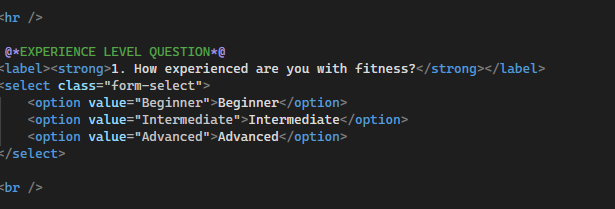 <hr />
@*EXPERIENCE LEVEL QUESTION*@
<label><strong>1. How experienced are you with fitness?</strong></label>
<select class="form-select">
<option value="Beginner">Beginner</option>
<option value="Intermediate">Intermediate</option>
<option value="Advanced">Advanced</option>
</select>
<br />